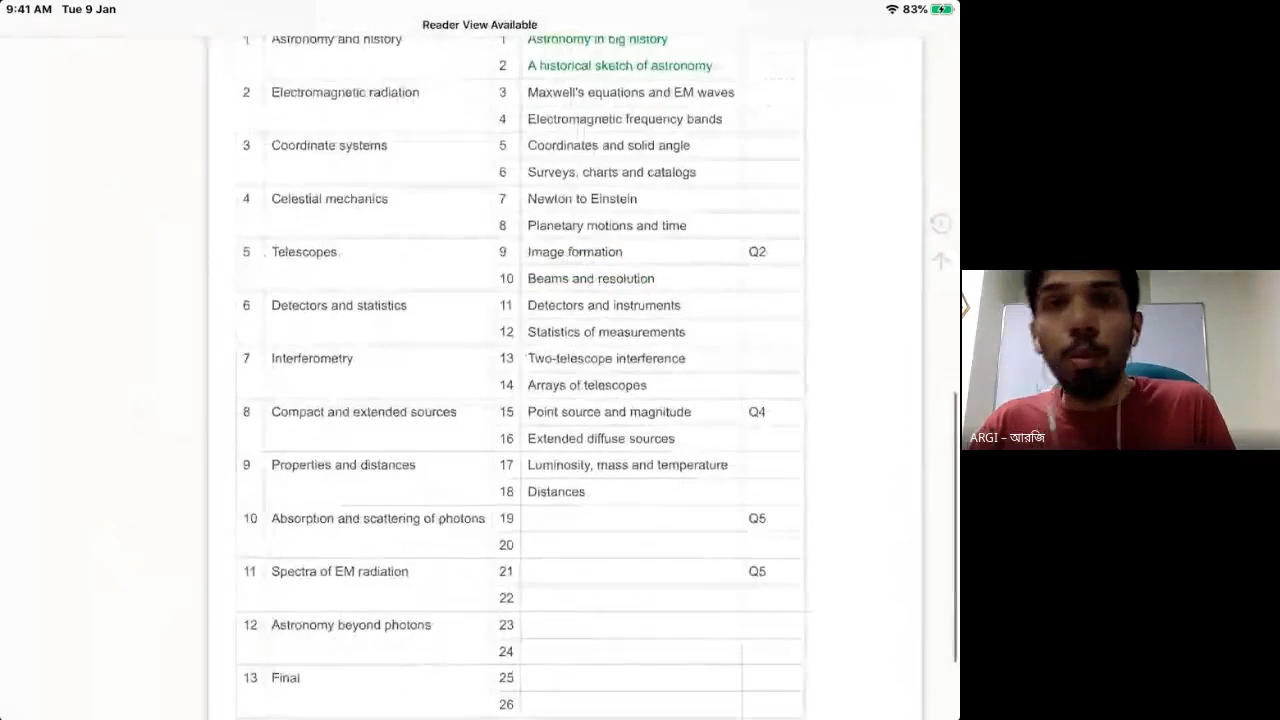 9:41 AM Tue 9 Jan
83%
Reader View Available
1 Astronomy and history 1 Astronomy in big history
2 A historical sketch of astronomy
2 Electromagnetic radiation 3 Maxwell's equations and EM waves
4 Electromagnetic frequency bands
3 Coordinate systems 5 Coordinates and solid angle
6 Surveys, charts and catalogs
4 Celestial mechanics 7 Newton to Einstein
8 Planetary motions and time
5 Telescopes 9 Image formation Q2
10 Beams and resolution
6 Detectors and statistics 11 Detectors and instruments
12 Statistics of measurements
7 Interferometry 13 Two-telescope interference
14 Arrays of telescopes
8 Compact and extended sources 15 Point source and magnitude Q4
16 Extended diffuse sources
9 Properties and distances 17 Luminosity, mass and temperature
18 Distances
10 Absorption and scattering of photons 19 Q5
20
11 Spectra of EM radiation 21 Q5
22
12 Astronomy beyond photons 23
24
13 Final 25
26
ARGI – আরজি